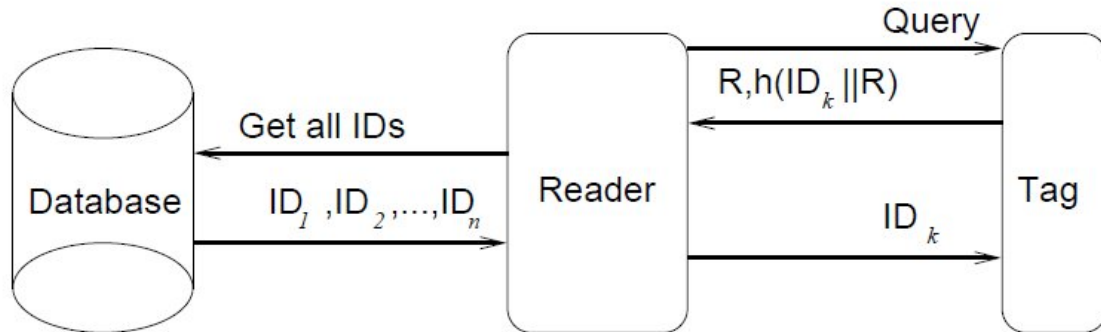 Query
R,h(ID_k||R)
Get all IDs
Database
ID_1,ID_2,...,ID_n
Reader
ID_k
Tag